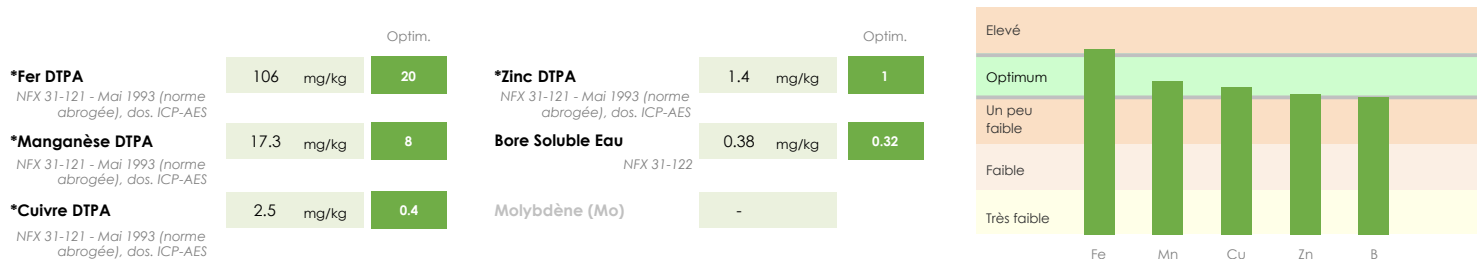 Optim.
*Fer DTPA
106 mg/kg 20
NFX 31-121 - Mai 1993 (norme
abrogée), dos. ICP-AES
*Manganèse DTPA
17.3 mg/kg 8
NFX 31-121 - Mai 1993 (norme
abrogée), dos. ICP-AES
*Cuivre DTPA
2.5 mg/kg 0.4
NFX 31-121 - Mai 1993 (norme
abrogée), dos. ICP-AES
Optim.
*Zinc DTPA
1.4 mg/kg 1
NFX 31-121 - Mai 1993 (norme
abrogée), dos. ICP-AES
Bore Soluble Eau
0.38 mg/kg 0.32
NFX 31-122
Molybdène (Mo)
-
Elevé
Optimum
Un peu
faible
Faible
Très faible
Fe Mn Cu Zn B